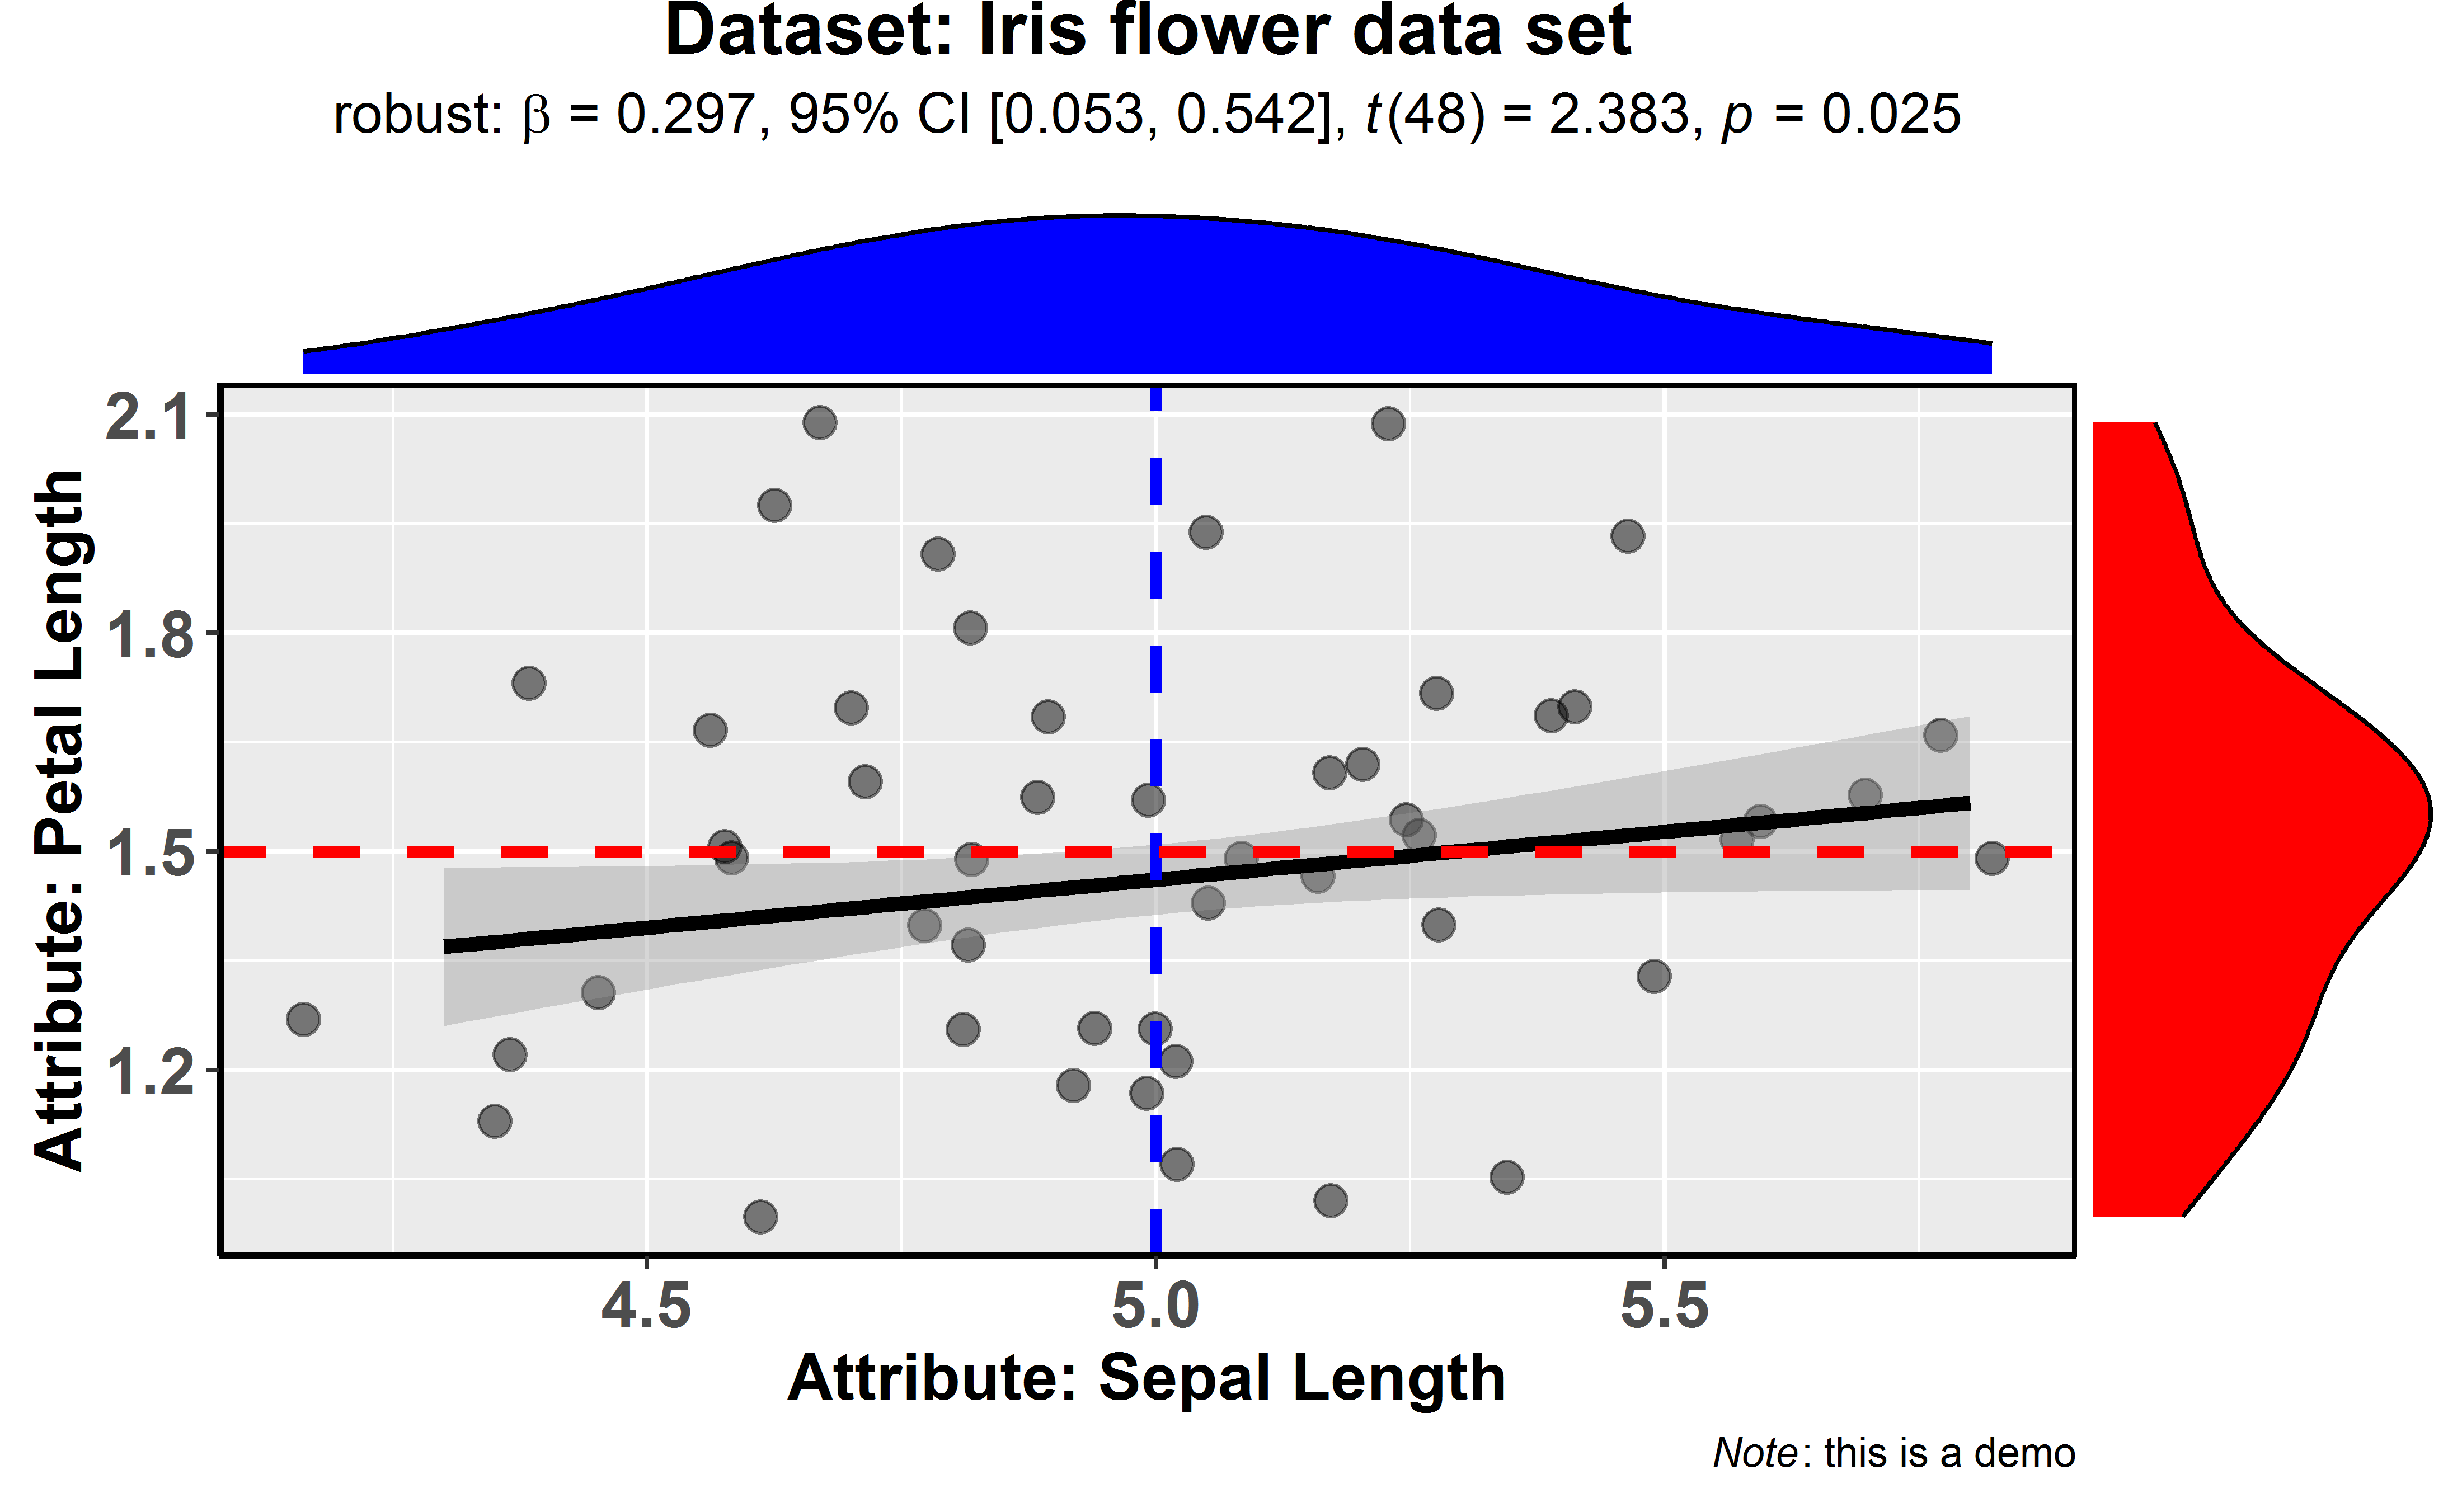 Dataset: Iris flower data set
robust: β = 0.297, 95% CI [0.053, 0.542], t(48) = 2.383, p = 0.025
2.1
1.8
1.5
1.2
Attribute: Petal Length
4.5 5.0 5.5
Attribute: Sepal Length
Note: this is a demo